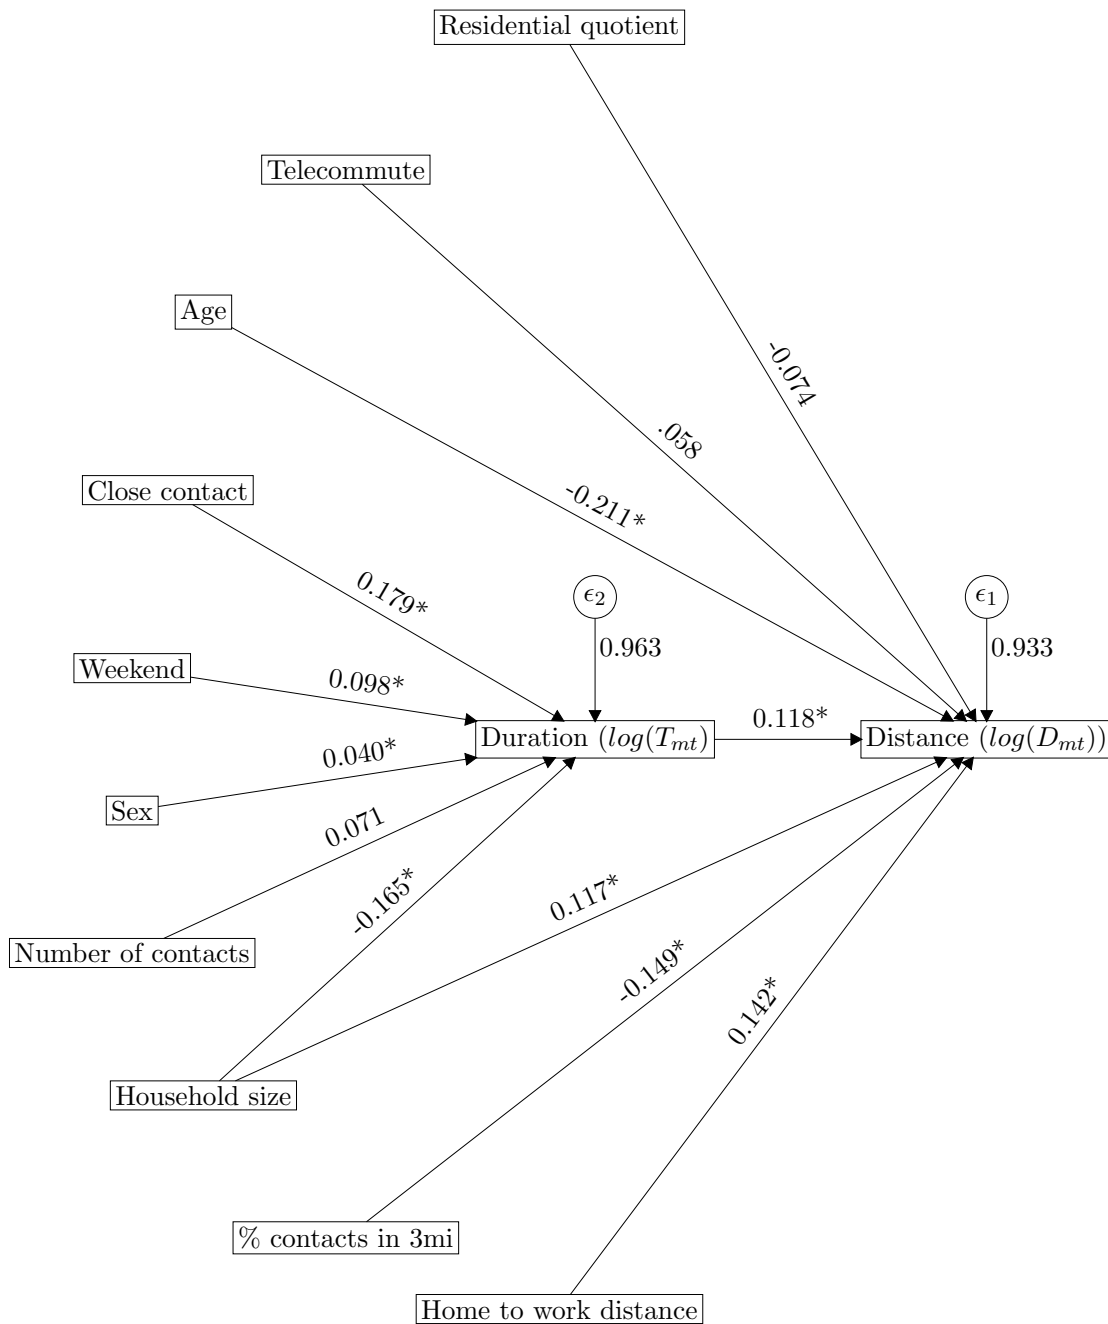 Residential quotient
Telecommute
Age
-0.074
.058
Close contact
-0.211*
0.179*
ϵ2
ϵ1
0.963
0.933
Weekend
0.098*
0.118*
Duration (log(Tmt)
Distance (log(Dmt))
0.040*
Sex
0.071
-0.165*
0.117*
Number of contacts
-0.149*
0.142*
Household size
% contacts in 3mi
Home to work distance